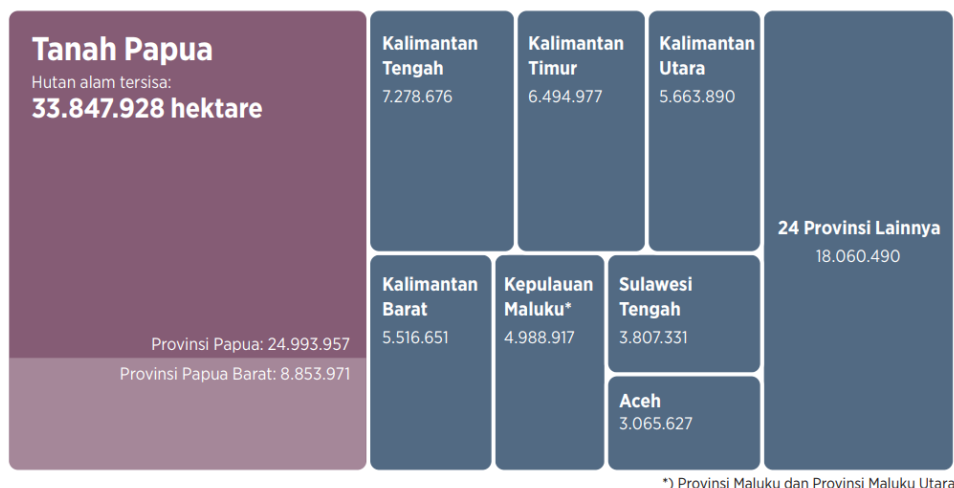 Tanah Papua
Hutan alam tersisa:
33.847.928 hektare
Provinsi Papua: 24.993.957
Provinsi Papua Barat: 8.853.971
Kalimantan
Tengah
7.278.676
Kalimantan
Timur
6.494.977
Kalimantan
Utara
5.663.890
Kalimantan
Barat
5.516.651
Kepulauan
Maluku*
4.988.917
Sulawesi
Tengah
3.807.331
Aceh
3.065.627
24 Provinsi Lainnya
18.060.490
*) Provinsi Maluku dan Provinsi Maluku Utara